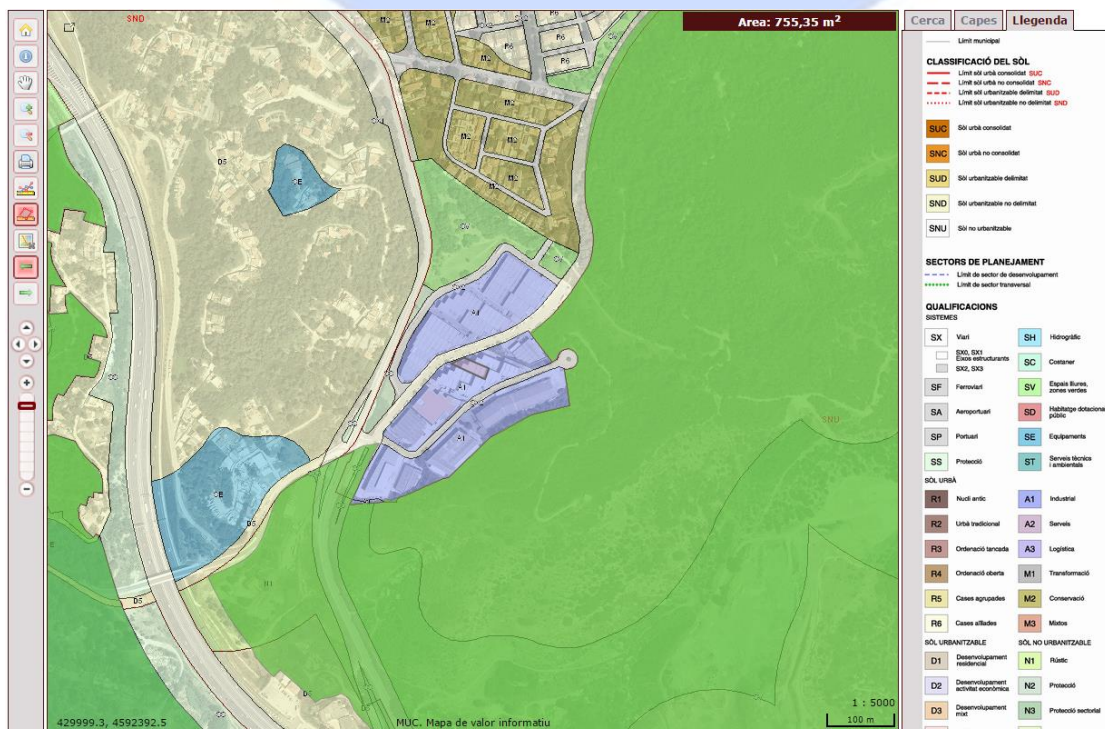 Area: 755,35 m²
Cerca
Capes
Llegenda
SND
R6
R6
R6
M2
M2
M2
M2
M2
M2
D5
A1
A1
A1
D5
D5
SNU
429999.3, 4592392.5
MUC. Mapa de valor informatiu
1 : 5000
100 m
Límit municipal
CLASSIFICACIÓ DEL SÒL
Límit sòl urbà consolidat SUC
Límit sòl urbà no consolidat SNC
Límit sòl urbanitzable delimitat SUD
Límit sòl urbanitzable no delimitat SND
SUC Sòl urbà consolidat
SNC Sòl urbà no consolidat
SUD Sòl urbanitzable delimitat
SND Sòl urbanitzable no delimitat
SNU Sòl no urbanitzable
SECTORS DE PLANEJAMENT
Límit de sector de desenvolupament
Límit de sector transversal
QUALIFICACIONS
SISTEMES
SX Viari
SH Hidrogràfic
SX0, SX1
Eixos estructurants
SX2, SX3
SC Costaner
SF Ferroviari
SV Espais lliures, zones verdes
SA Aeroportuari
SD Habitatge dotacional públic
SP Portuari
SE Equipaments
SS Protecció
ST Serveis tècnics i ambientals
SÒL URBÀ
R1 Nucli antic
A1 Industrial
R2 Urbà tradicional
A2 Serveis
R3 Ordenació tancada
A3 Logística
R4 Ordenació oberta
M1 Transformació
R5 Cases agrupades
M2 Conservació
R6 Cases aïllades
M3 Mixtos
SÒL URBANITZABLE
SÒL NO URBANITZABLE
D1 Desenvolupament residencial
N1 Rústic
D2 Desenvolupament activitat econòmica
N2 Protecció
D3 Desenvolupament mixt
N3 Protecció sectorial